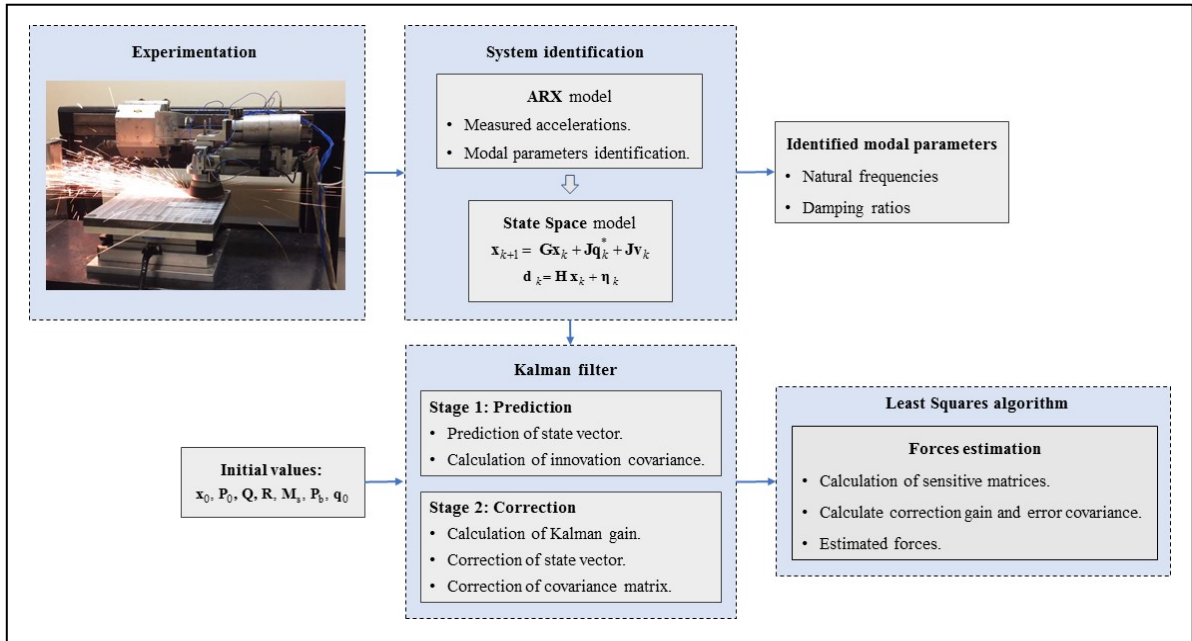 Experimentation
System identification
ARX model
• Measured accelerations.
• Modal parameters identification.
State Space model
x_{k+1} = Gx_k + Jq_k^* + Jv_k
d_k = H x_k + η_k
Identified modal parameters
• Natural frequencies
• Damping ratios
Kalman filter
Stage 1: Prediction
• Prediction of state vector.
• Calculation of innovation covariance.
Stage 2: Correction
• Calculation of Kalman gain.
• Correction of state vector.
• Correction of covariance matrix.
Initial values:
x_0, P_0, Q, R, M_s, P_b, q_0
Least Squares algorithm
Forces estimation
• Calculation of sensitive matrices.
• Calculate correction gain and error covariance.
• Estimated forces.